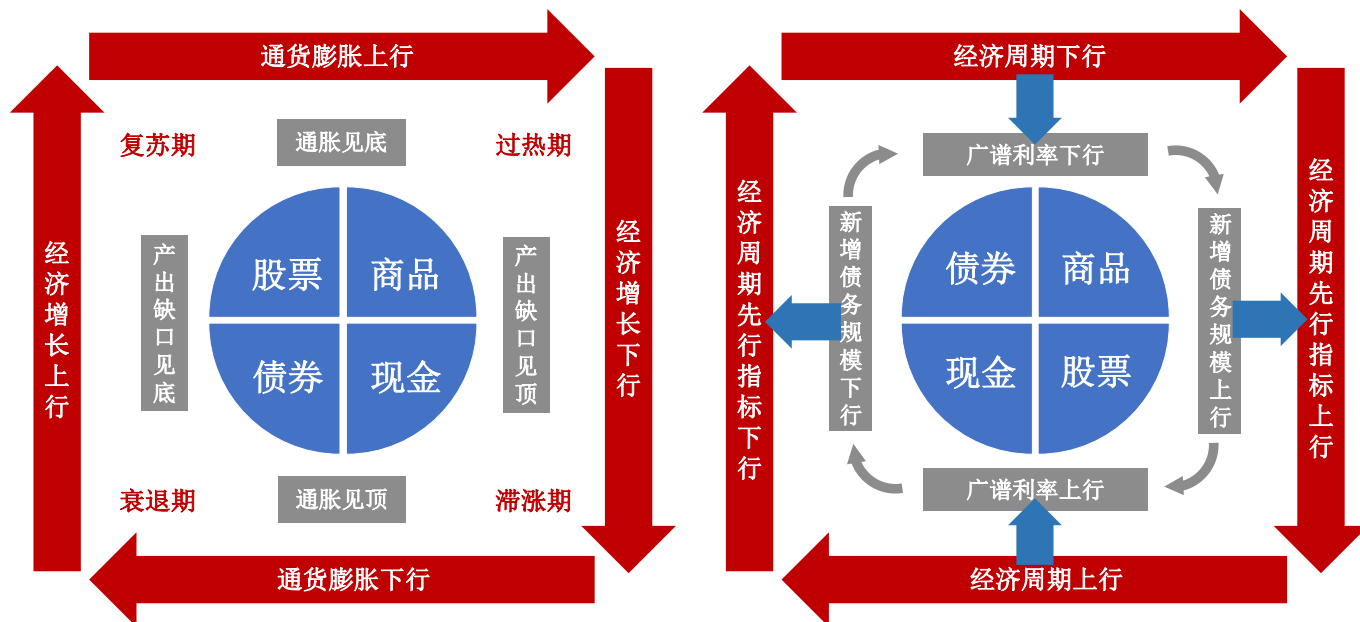 通货膨胀上行
复苏期
通胀见底
过热期
经济增长上行
产出缺口见底
股票
商品
债券
现金
产出缺口见顶
经济增长下行
衰退期
通胀见顶
滞涨期
通货膨胀下行
经济周期下行
广谱利率下行
经济周期先行指标下行
新增债务规模下行
债券
商品
现金
股票
新增债务规模上行
经济周期先行指标上行
广谱利率上行
经济周期上行